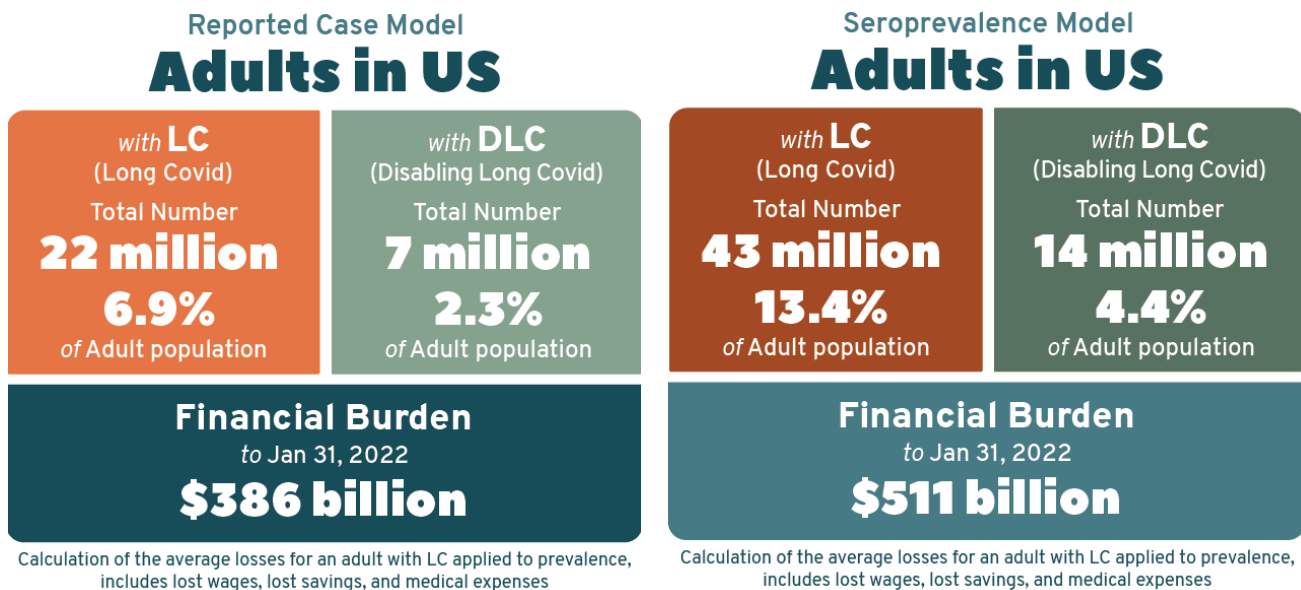 Reported Case Model
Adults in US
with LC
(Long Covid)
Total Number
22 million
6.9%
of Adult population
with DLC
(Disabling Long Covid)
Total Number
7 million
2.3%
of Adult population
Financial Burden
to Jan 31, 2022
$386 billion
Calculation of the average losses for an adult with LC applied to prevalence,
includes lost wages, lost savings, and medical expenses
Seroprevalence Model
Adults in US
with LC
(Long Covid)
Total Number
43 million
13.4%
of Adult population
with DLC
(Disabling Long Covid)
Total Number
14 million
4.4%
of Adult population
Financial Burden
to Jan 31, 2022
$511 billion
Calculation of the average losses for an adult with LC applied to prevalence,
includes lost wages, lost savings, and medical expenses